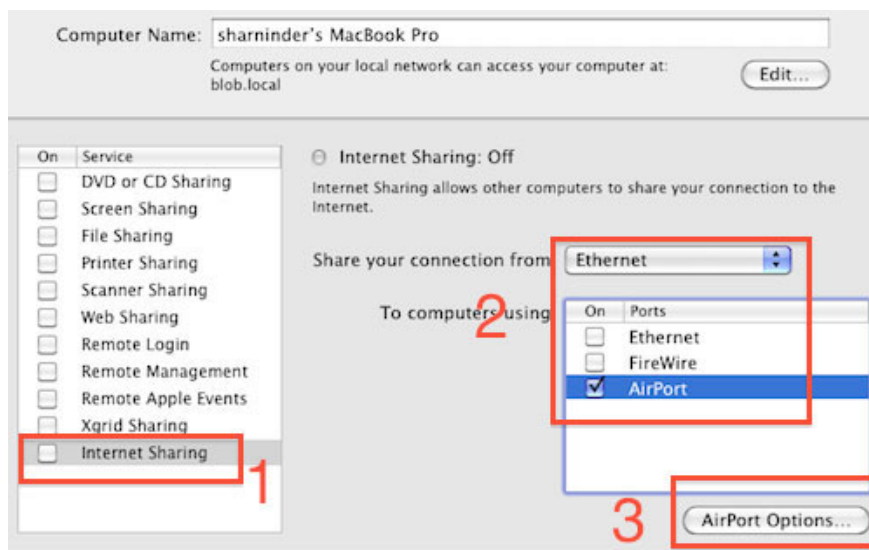 Computer Name: sharninder's MacBook Pro
Computers on your local network can access your computer at:
blob.local
Edit...
On Service
DVD or CD Sharing
Screen Sharing
File Sharing
Printer Sharing
Scanner Sharing
Web Sharing
Remote Login
Remote Management
Remote Apple Events
Xgrid Sharing
Internet Sharing
1
Internet Sharing: Off
Internet Sharing allows other computers to share your connection to the
Internet.
Share your connection from Ethernet
2
To computers using
On Ports
Ethernet
FireWire
AirPort
3
AirPort Options...